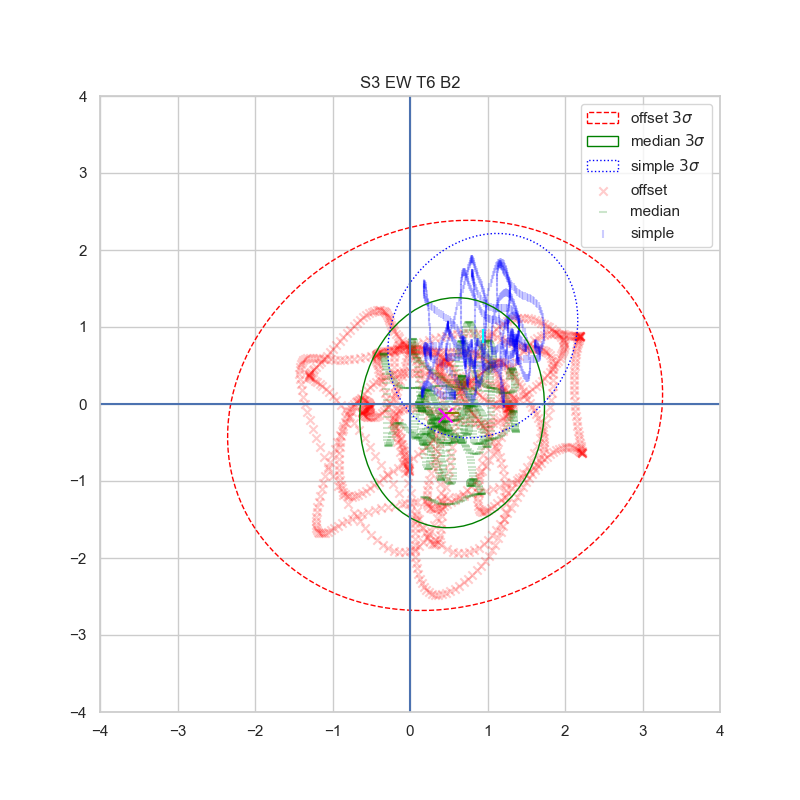 S3 EW T6 B2
offset 3σ
median 3σ
simple 3σ
offset
median
simple
4
3
2
1
0
−1
−2
−3
−4
−4 −3 −2 −1 0 1 2 3 4